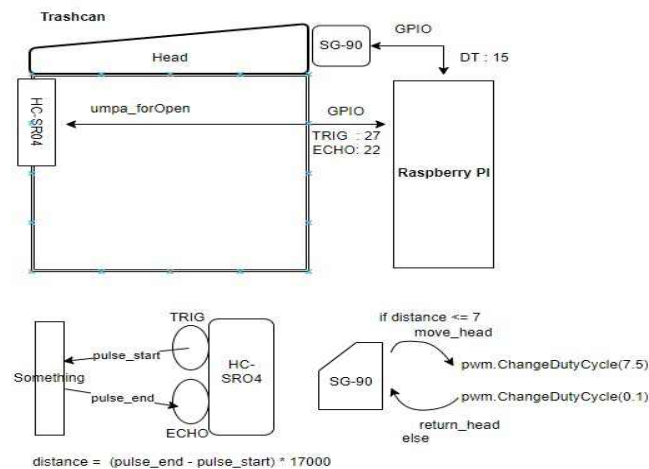 Trashcan
Head
SG-90
GPIO
DT : 15
HC-SR04
umpa_forOpen
GPIO
TRIG : 27
ECHO: 22
Raspberry PI
TRIG
pulse_start
Something
pulse_end
ECHO
HC-
SRO4
distance = (pulse_end - pulse_start) * 17000
if distance <= 7
move_head
SG-90
pwm.ChangeDutyCycle(7.5)
pwm.ChangeDutyCycle(0.1)
return_head
else